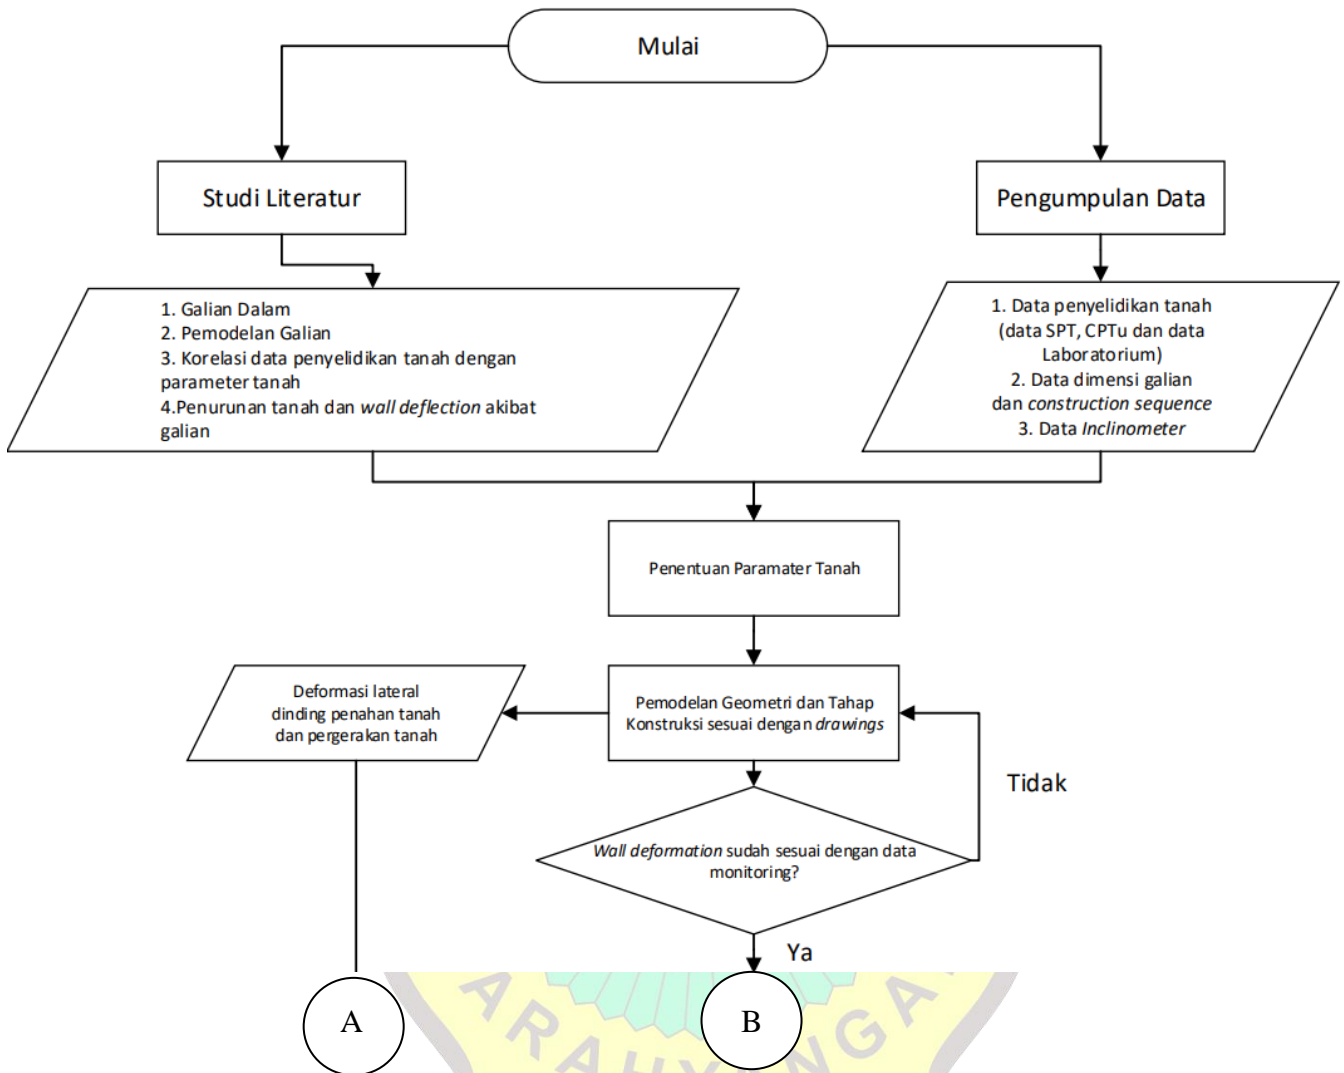 Mulai
Studi Literatur
Pengumpulan Data
1. Galian Dalam
2. Pemodelan Galian
3. Korelasi data penyelidikan tanah dengan
parameter tanah
4.Penurunan tanah dan wall deflection akibat
galian
1. Data penyelidikan tanah
(data SPT, CPTu dan data
Laboratorium)
2. Data dimensi galian
dan construction sequence
3. Data Inclinometer
Penentuan Paramater Tanah
Deformasi lateral
dinding penahan tanah
dan pergerakan tanah
Pemodelan Geometri dan Tahap
Konstruksi sesuai dengan drawings
Tidak
Wall deformation sudah sesuai dengan data
monitoring?
Ya
A
B
ARAHYANGA